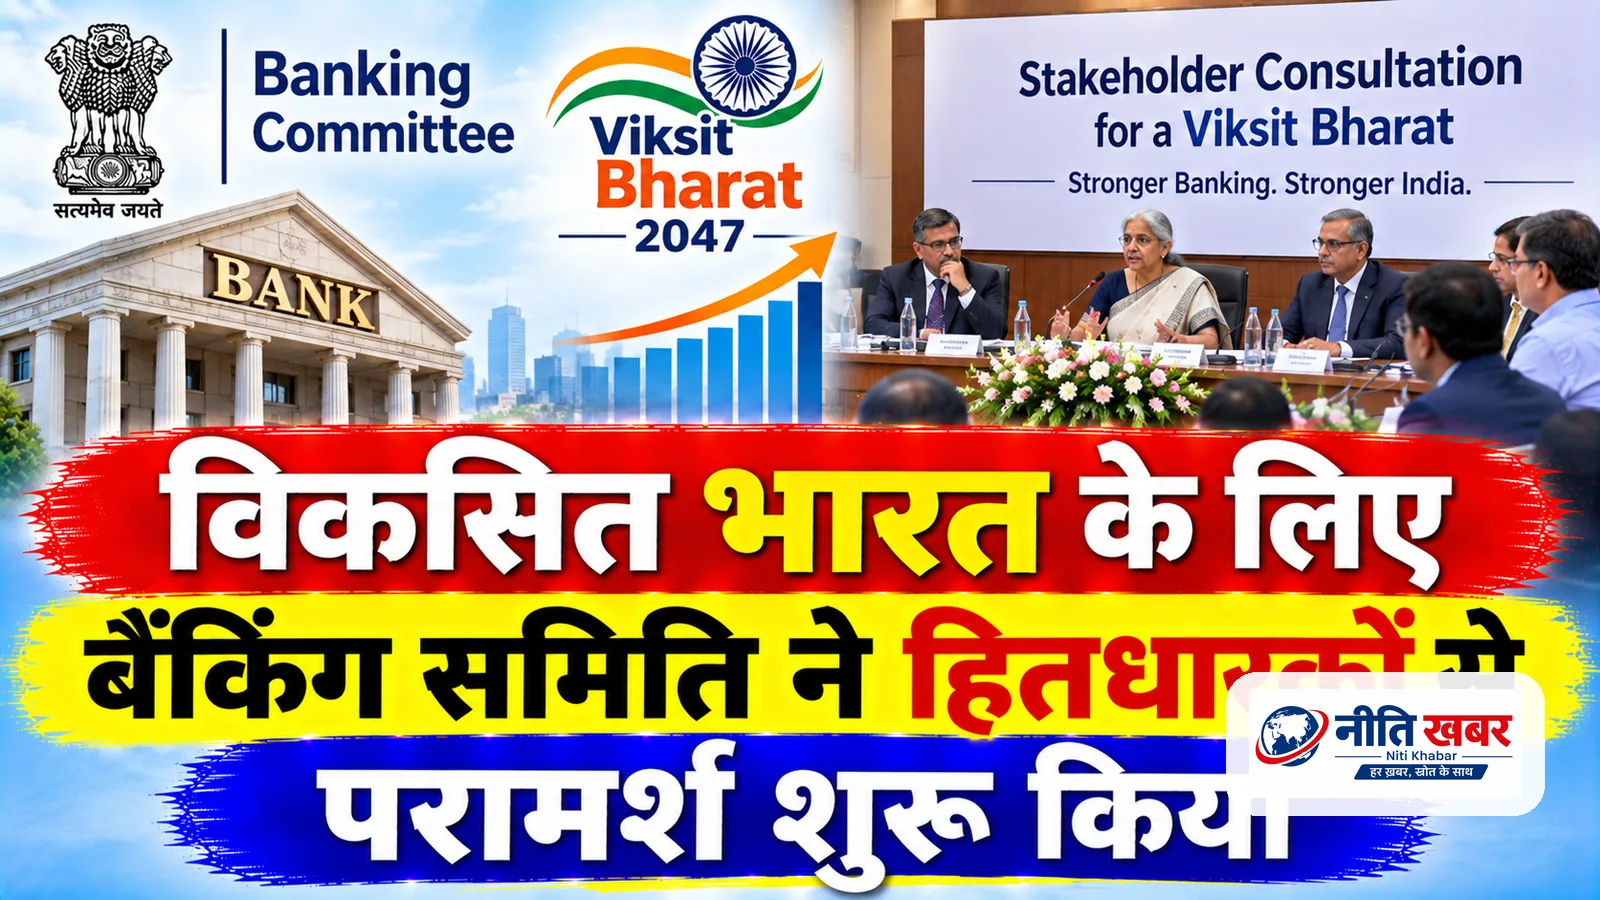 सत्यमेव जयते
Banking
Committee
Viksit
Bharat
2047
BANK
Stakeholder Consultation
for a Viksit Bharat
Stronger Banking. Stronger India.
विकसित भारत के लिए
बैंकिंग समिति ने हितधारकों से
परामर्श शुरू किया
नीति खबर
Niti Khabar
हर ख़बर, स्रोत के साथ